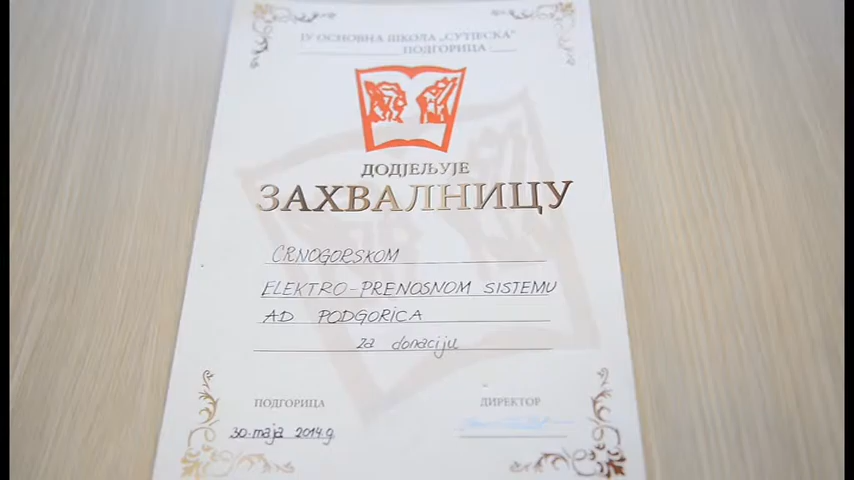 IУ ОСНОВНА ШКОЛА „СУТЈЕСКА"
ПОДГОРИЦА
ДОДЈЕЉУЈЕ
ЗАХВАЛНИЦУ
CRNOGORSKOM
ELEKTRO-PRENOSNOM SISTEMU
AD PODGORICA
za donaciju
ПОДГОРИЦА
ДИРЕКТОР
30. maja 2014.g.